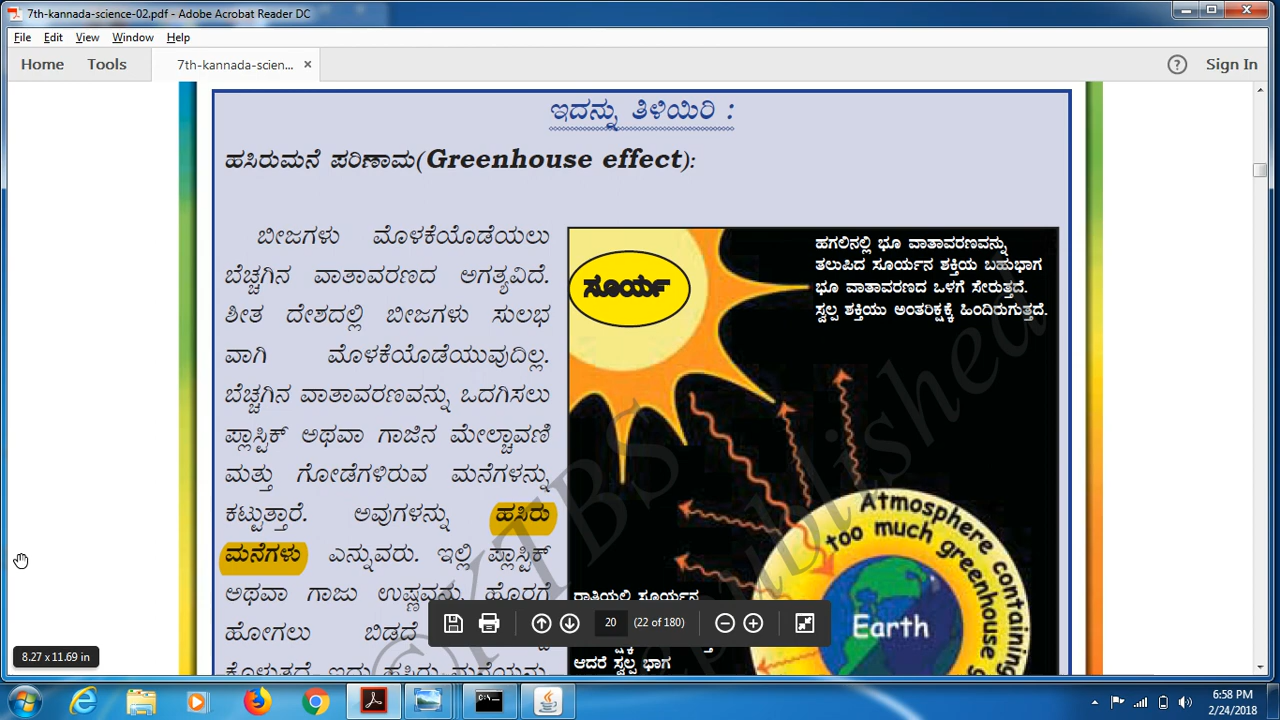 7th-kannada-science-02.pdf - Adobe Acrobat Reader DC
File Edit View Window Help
Home Tools 7th-kannada-scien... × ? Sign In
ಇದನ್ನು ತಿಳಿಯಿರಿ :
ಹಸಿರುಮನೆ ಪರಿಣಾಮ(Greenhouse effect):
ಬೀಜಗಳು ಮೊಳಕೆಯೊಡೆಯಲು
ಬೆಚ್ಚಗಿನ ವಾತಾವರಣದ ಅಗತ್ಯವಿದೆ.
ಶೀತ ದೇಶದಲ್ಲಿ ಬೀಜಗಳು ಸುಲಭ
ವಾಗಿ ಮೊಳಕೆಯೊಡೆಯುವುದಿಲ್ಲ.
ಬೆಚ್ಚಗಿನ ವಾತಾವರಣವನ್ನು ಒದಗಿಸಲು
ಪ್ಲಾಸ್ಟಿಕ್ ಅಥವಾ ಗಾಜಿನ ಮೇಲ್ಚಾವಣಿ
ಮತ್ತು ಗೋಡೆಗಳಿರುವ ಮನೆಗಳನ್ನು
ಕಟ್ಟುತ್ತಾರೆ. ಅವುಗಳನ್ನು ಹಸಿರು
ಮನೆಗಳು ಎನ್ನುವರು. ಇಲ್ಲಿ ಪ್ಲಾಸ್ಟಿಕ್
ಅಥವಾ ಗಾಜು ಉಷ್ಣವನ್ನು ಹೊರಗೆ
ಹೋಗಲು ಬಿಡದೆ
ಸೂರ್ಯ
ಹಗಲಿನಲ್ಲಿ ಭೂ ವಾತಾವರಣವನ್ನು
ತಲುಪಿದ ಸೂರ್ಯನ ಶಕ್ತಿಯ ಬಹುಭಾಗ
ಭೂ ವಾತಾವರಣದ ಒಳಗೆ ಸೇರುತ್ತದೆ.
ಸ್ವಲ್ಪ ಶಕ್ತಿಯು ಅಂತರಿಕ್ಷಕ್ಕೆ ಹಿಂದಿರುಗುತ್ತದೆ.
Atmosphere containing
too much greenhouse
Earth
ರಾತ್ರಿಯಲ್ಲಿ ಸೂರ್ಯನ
ಆದರೆ ಸ್ವಲ್ಪ ಭಾಗ
©KTBS
published
20 (22 of 180)
8.27 x 11.69 in
6:58 PM
2/24/2018